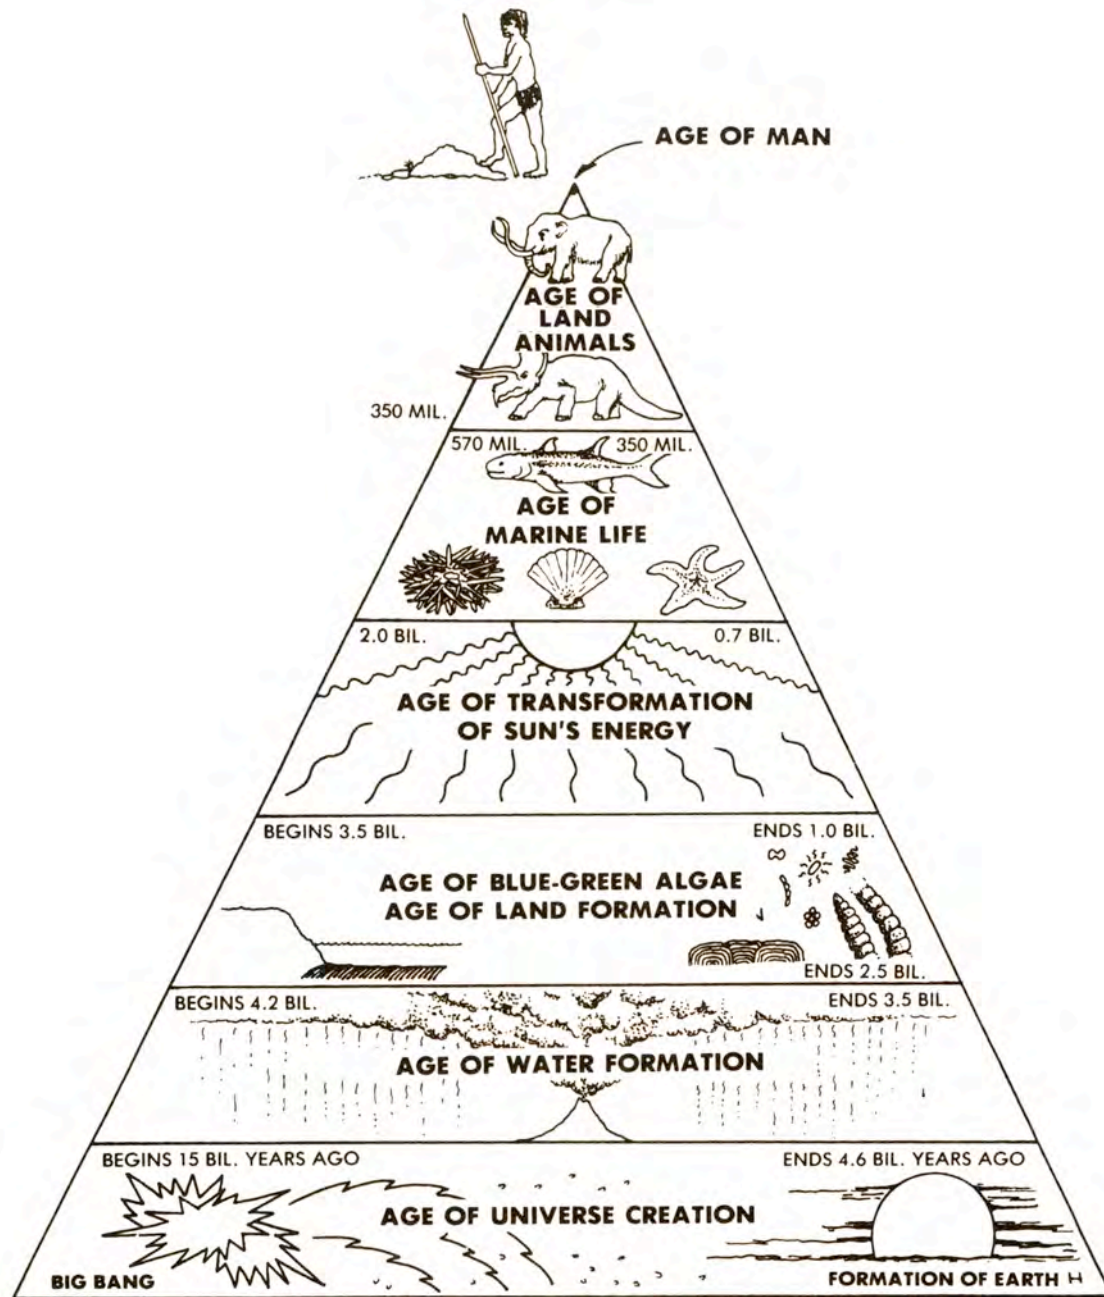 AGE OF MAN
AGE OF
LAND
ANIMALS
350 MIL.
570 MIL. 350 MIL.
AGE OF
MARINE LIFE
2.0 BIL. 0.7 BIL.
AGE OF TRANSFORMATION
OF SUN'S ENERGY
BEGINS 3.5 BIL. ENDS 1.0 BIL.
AGE OF BLUE-GREEN ALGAE
AGE OF LAND FORMATION
ENDS 2.5 BIL.
BEGINS 4.2 BIL. ENDS 3.5 BIL.
AGE OF WATER FORMATION
BEGINS 15 BIL. YEARS AGO ENDS 4.6 BIL. YEARS AGO
AGE OF UNIVERSE CREATION
BIG BANG FORMATION OF EARTH